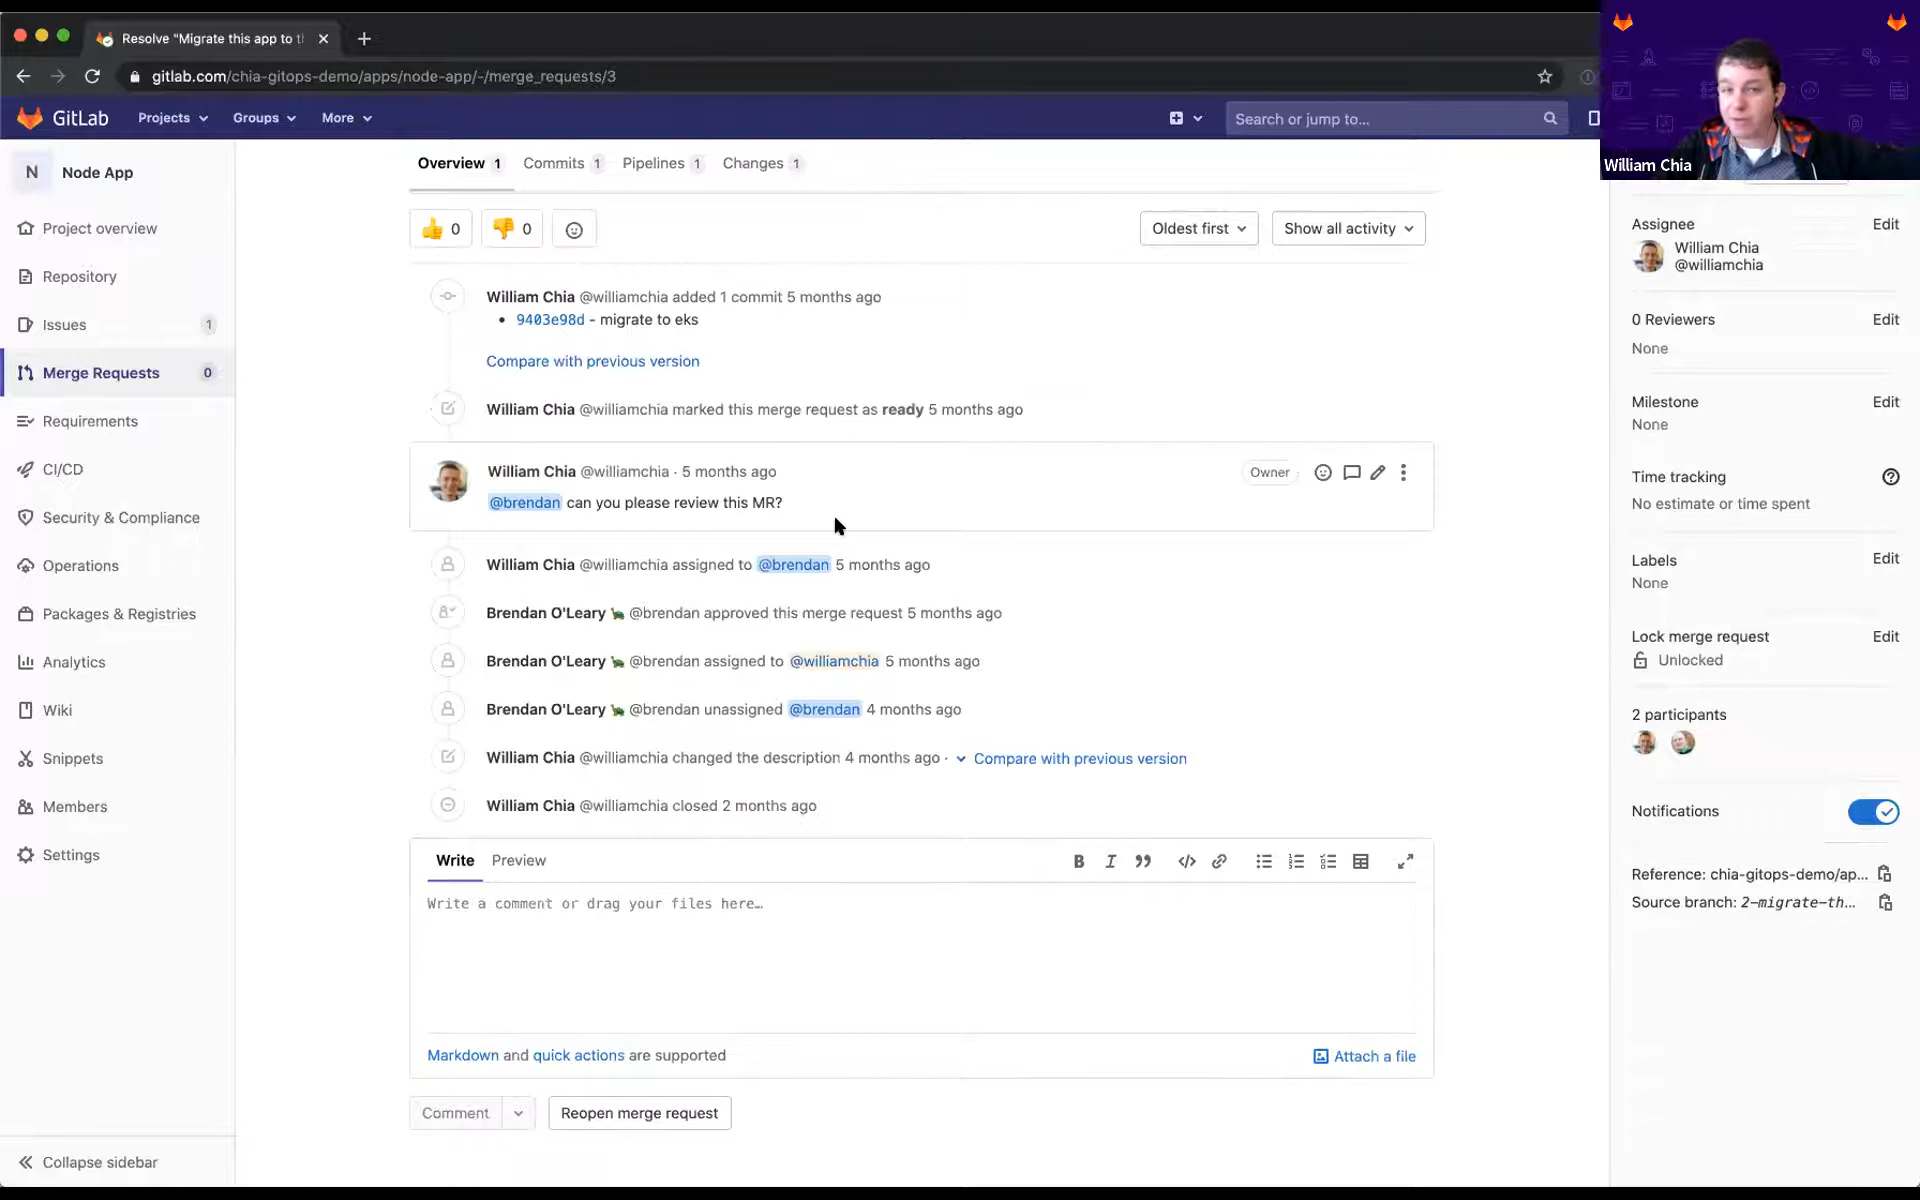 Resolve "Migrate this app to t
gitlab.com/chia-gitops-demo/apps/node-app/-/merge_requests/3
GitLab
Projects
Groups
More
Search or jump to...
William Chia
N
Node App
Project overview
Repository
Issues 1
Merge Requests 0
Requirements
CI/CD
Security & Compliance
Operations
Packages & Registries
Analytics
Wiki
Snippets
Members
Settings
Collapse sidebar
Overview 1
Commits 1
Pipelines 1
Changes 1
0
0
Oldest first
Show all activity
William Chia @williamchia added 1 commit 5 months ago
• 9403e98d - migrate to eks
Compare with previous version
William Chia @williamchia marked this merge request as ready 5 months ago
William Chia @williamchia · 5 months ago
Owner
@brendan can you please review this MR?
William Chia @williamchia assigned to @brendan 5 months ago
Brendan O'Leary @brendan approved this merge request 5 months ago
Brendan O'Leary @brendan assigned to @williamchia 5 months ago
Brendan O'Leary @brendan unassigned @brendan 4 months ago
William Chia @williamchia changed the description 4 months ago · Compare with previous version
William Chia @williamchia closed 2 months ago
Write
Preview
B I
Write a comment or drag your files here…
Markdown and quick actions are supported
Attach a file
Comment
Reopen merge request
Assignee
Edit
William Chia
@williamchia
0 Reviewers
Edit
None
Milestone
Edit
None
Time tracking
No estimate or time spent
Labels
Edit
None
Lock merge request
Edit
Unlocked
2 participants
Notifications
Reference: chia-gitops-demo/ap...
Source branch: 2-migrate-th...